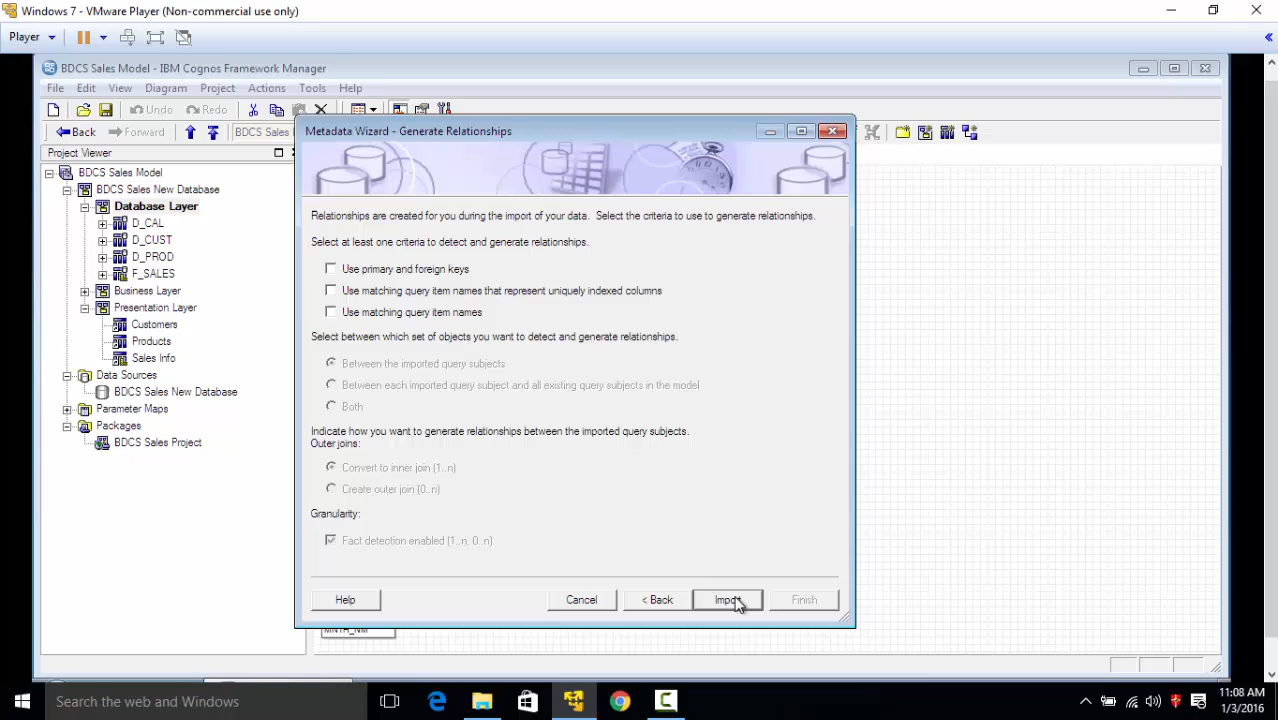 Windows 7 - VMware Player (Non-commercial use only)
Player
BDCS Sales Model - IBM Cognos Framework Manager
File Edit View Diagram Project Actions Tools Help
Undo Redo
Back Forward BDCS Sales
Project Viewer
BDCS Sales Model
BDCS Sales New Database
Database Layer
D_CAL
D_CUST
D_PROD
F_SALES
Business Layer
Presentation Layer
Customers
Products
Sales Info
Data Sources
BDCS Sales New Database
Parameter Maps
Packages
BDCS Sales Project
Metadata Wizard - Generate Relationships
Relationships are created for you during the import of your data. Select the criteria to use to generate relationships.
Select at least one criteria to detect and generate relationships.
Use primary and foreign keys
Use matching query item names that represent uniquely indexed columns
Use matching query item names
Select between which set of objects you want to detect and generate relationships.
Between the imported query subjects
Between each imported query subject and all existing query subjects in the model
Both
Indicate how you want to generate relationships between the imported query subjects.
Outer joins:
Convert to inner join (1..n)
Create outer join (0..n)
Granularity:
Fact detection enabled (1..n, 0..n)
Help Cancel < Back Import Finish
MNTH_NM
Search the web and Windows
11:08 AM
1/3/2016